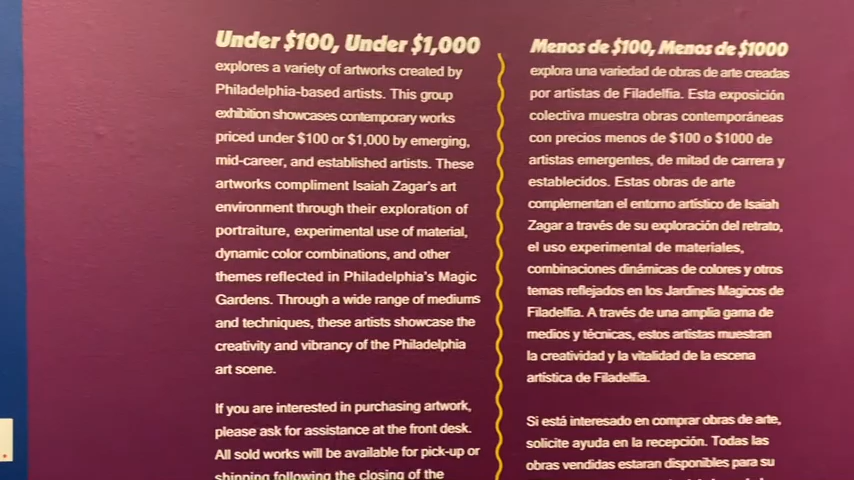 Under $100, Under $1,000
explores a variety of artworks created by
Philadelphia-based artists. This group
exhibition showcases contemporary works
priced under $100 or $1,000 by emerging,
mid-career, and established artists. These
artworks compliment Isaiah Zagar's art
environment through their exploration of
portraiture, experimental use of material,
dynamic color combinations, and other
themes reflected in Philadelphia's Magic
Gardens. Through a wide range of mediums
and techniques, these artists showcase the
creativity and vibrancy of the Philadelphia
art scene.
If you are interested in purchasing artwork,
please ask for assistance at the front desk.
All sold works will be available for pick-up or
shipping following the closing of the
Menos de $100, Menos de $1000
explora una variedad de obras de arte creadas
por artistas de Filadelfia. Esta exposición
colectiva muestra obras contemporáneas
con precios menos de $100 o $1000 de
artistas emergentes, de mitad de carrera y
establecidos. Estas obras de arte
complementan el entorno artístico de Isaiah
Zagar a través de su exploración del retrato,
el uso experimental de materiales,
combinaciones dinámicas de colores y otros
temas reflejados en los Jardines Magicos de
Filadelfia. A través de una amplia gama de
medios y técnicas, estos artistas muestran
la creatividad y la vitalidad de la escena
artística de Filadelfia.
Si está interesado en comprar obras de arte,
solicite ayuda en la recepción. Todas las
obras vendidas estaran disponibles para su